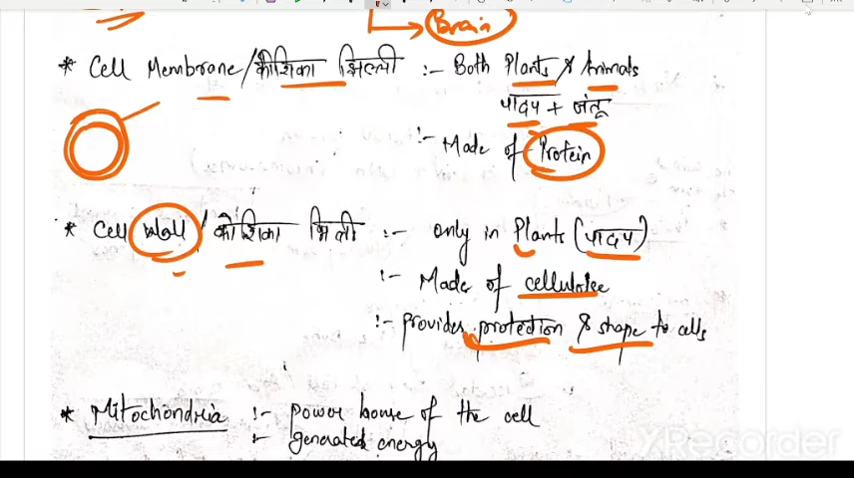 Brain
* Cell Membrane/कोशिका झिल्ली :- Both Plants & Animals
पादप + जंतू
:- Made of Protein
* Cell Wall/कोशिका भित्ती :- only in Plants (पादप)
:- Made of cellulose
:- provides protection & shape to cells
* Mitochondria :- power house of the cell
:- generated energy
XRecorder